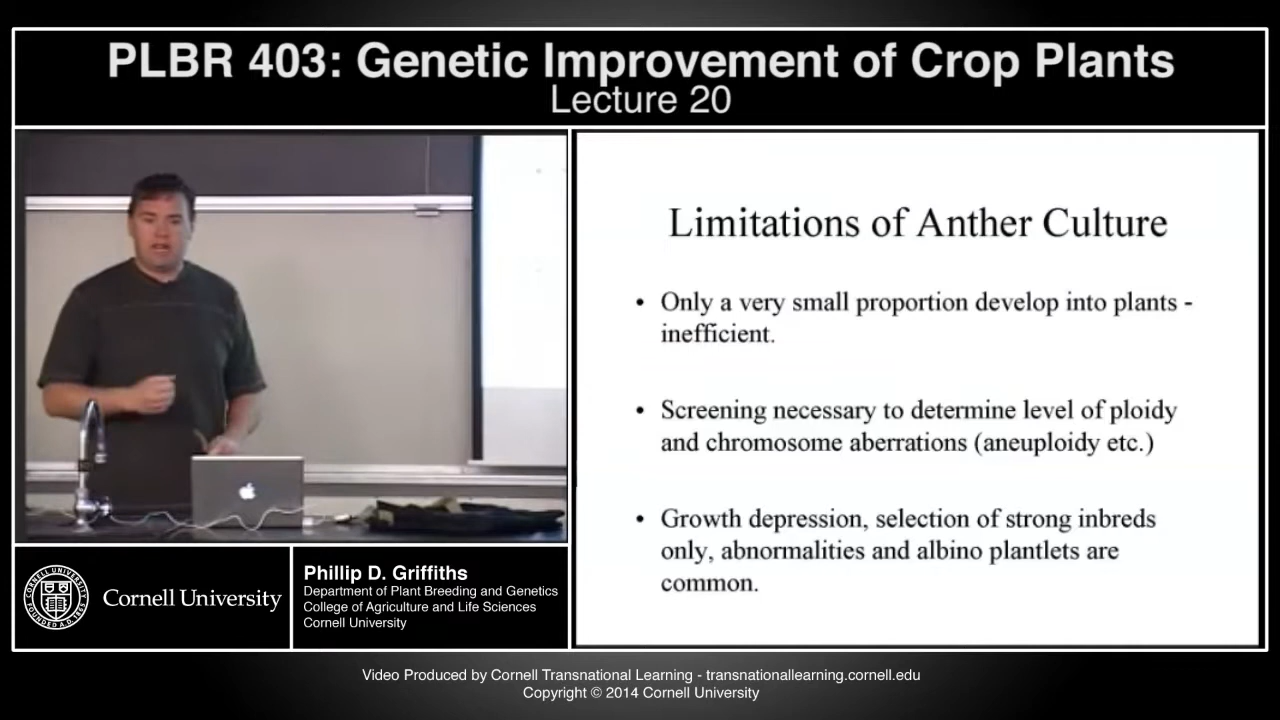 PLBR 403: Genetic Improvement of Crop Plants
Lecture 20
Limitations of Anther Culture
• Only a very small proportion develop into plants -
inefficient.
• Screening necessary to determine level of ploidy
and chromosome aberrations (aneuploidy etc.)
• Growth depression, selection of strong inbreds
only, abnormalities and albino plantlets are
common.
Cornell University
Phillip D. Griffiths
Department of Plant Breeding and Genetics
College of Agriculture and Life Sciences
Cornell University
Video Produced by Cornell Transnational Learning - transnationallearning.cornell.edu
Copyright © 2014 Cornell University